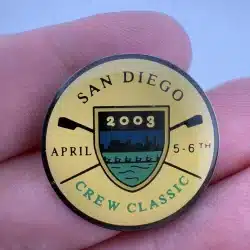 SAN DIEGO
2003
APRIL 5-6TH
CREW CLASSIC